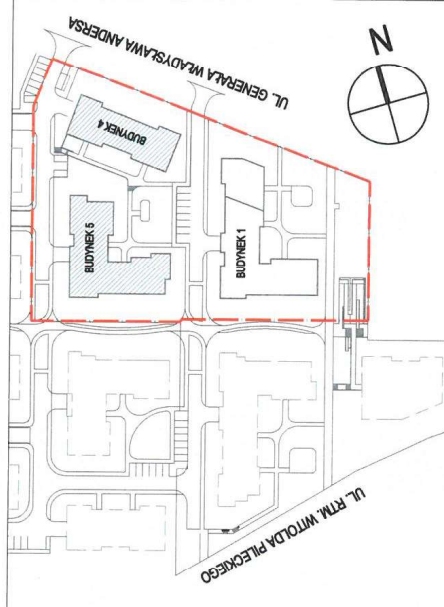 UL. GENERAŁA WŁADYSŁAWA ANDERSA
N
BUDYNEK 4
BUDYNEK 5
BUDYNEK 1
UL. RTM. WITOLDA PILECKIEGO